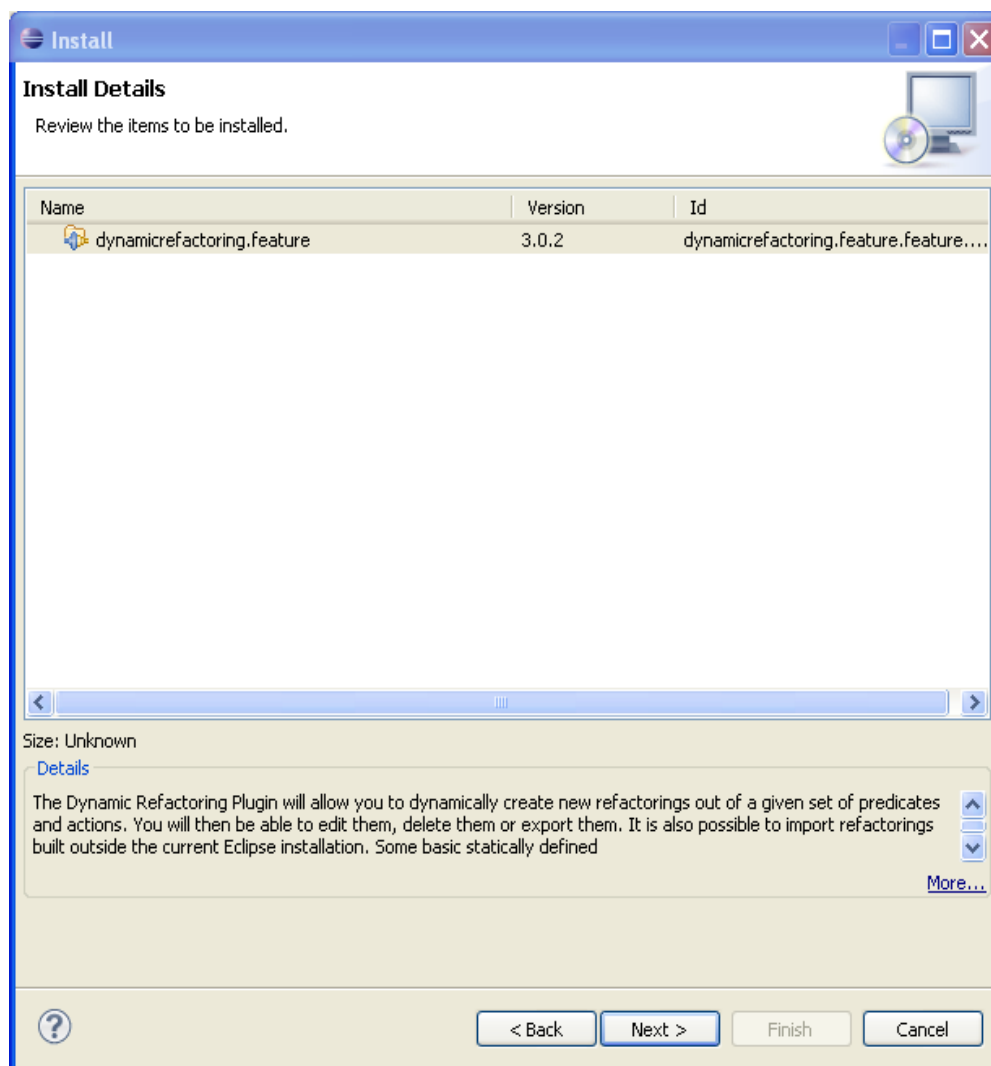 Install
Install Details
Review the items to be installed.
Name Version Id
dynamicrefactoring.feature 3.0.2 dynamicrefactoring.feature.feature....
Size: Unknown
Details
The Dynamic Refactoring Plugin will allow you to dynamically create new refactorings out of a given set of predicates
and actions. You will then be able to edit them, delete them or export them. It is also possible to import refactorings
built outside the current Eclipse installation. Some basic statically defined
More...
? < Back Next > Finish Cancel